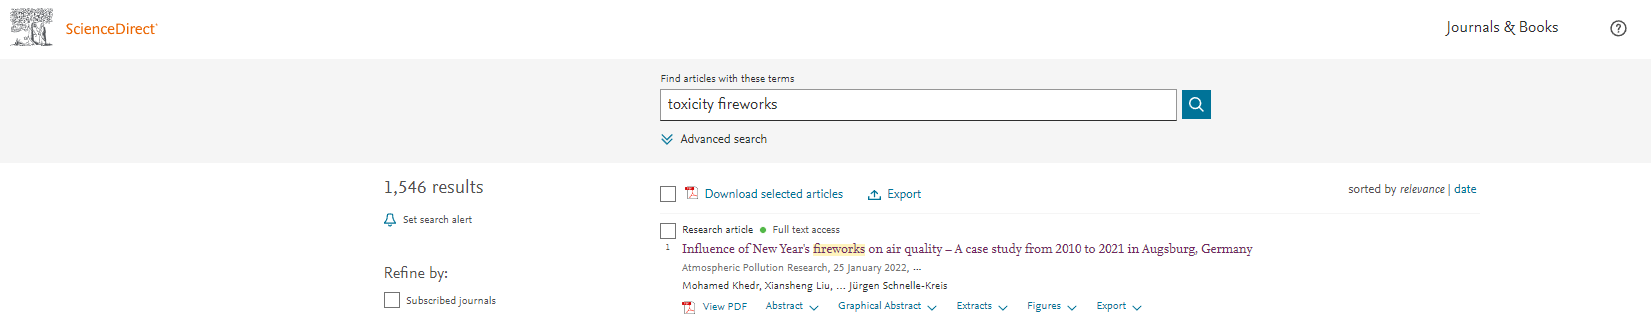 ScienceDirect
Journals & Books
?
Find articles with these terms
toxicity fireworks
Advanced search
1,546 results
Set search alert
Refine by:
Subscribed journals
Download selected articles Export
sorted by relevance | date
Research article Full text access
1 Influence of New Year's fireworks on air quality – A case study from 2010 to 2021 in Augsburg, Germany
Atmospheric Pollution Research, 25 January 2022, ...
Mohamed Khedr, Xiansheng Liu, ... Jürgen Schnelle-Kreis
View PDF Abstract Graphical Abstract Extracts Figures Export